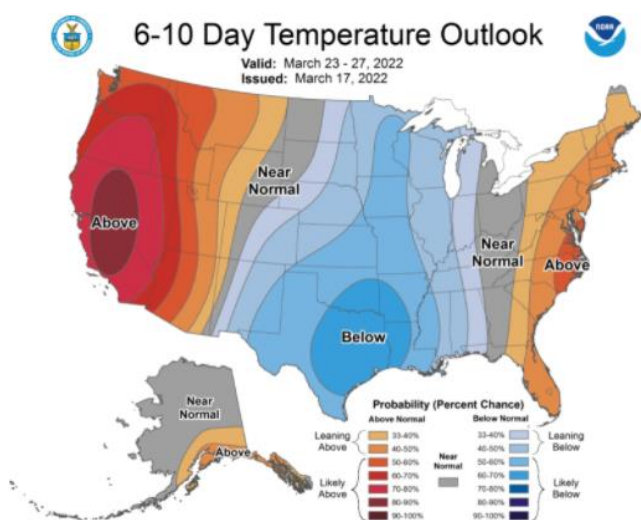 6-10 Day Temperature Outlook
Valid: March 23 - 27, 2022
Issued: March 17, 2022
NOAA
Near
Normal
Above
Near
Normal
Above
Below
Near
Normal
Above
Probability (Percent Chance)
Above Normal
Below Normal
Leaning
Above
33-40%
40-50%
50-60%
60-70%
70-80%
80-90%
90-100%
Likely
Above
Near
Normal
33-40%
40-50%
50-60%
60-70%
70-80%
80-90%
90-100%
Leaning
Below
Likely
Below